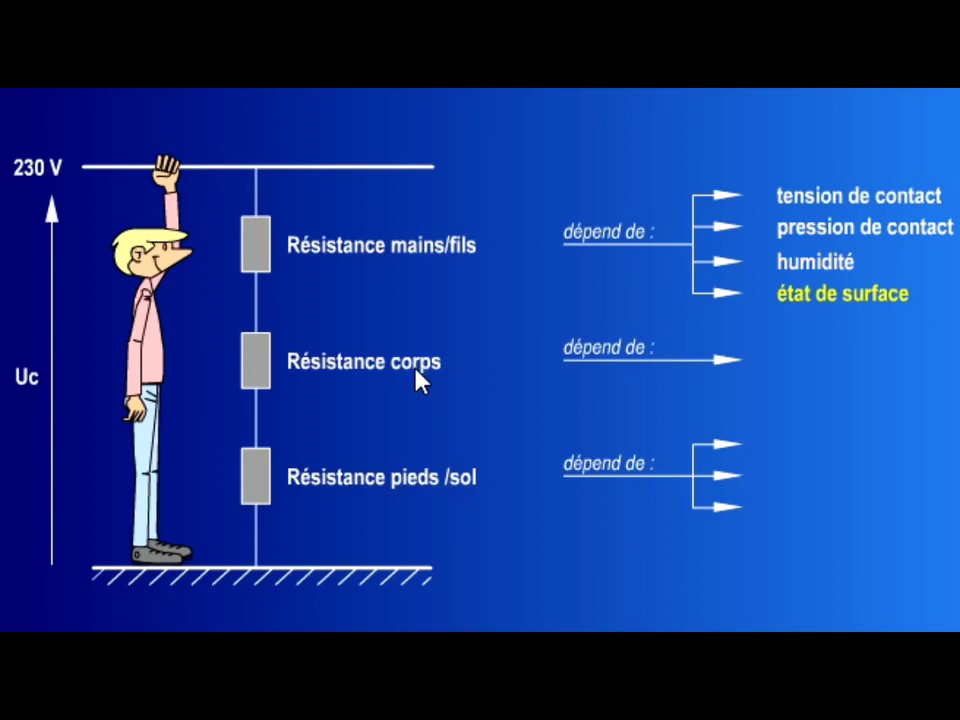 230 V
Uc
Résistance mains/fils
dépend de :
tension de contact
pression de contact
humidité
état de surface
Résistance corps
dépend de :
Résistance pieds /sol
dépend de :